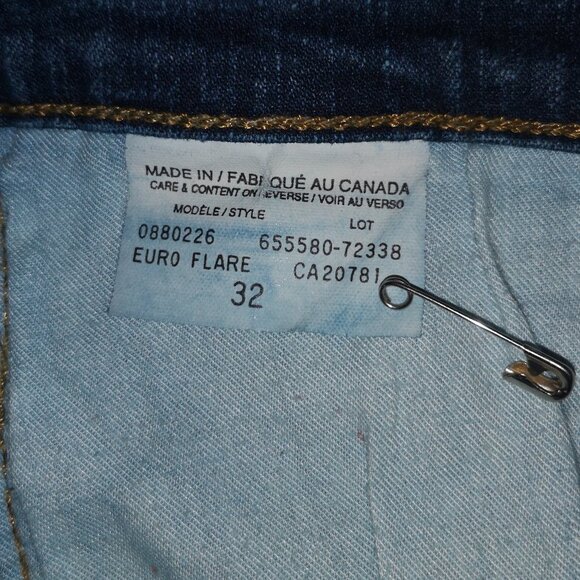 MADE IN / FABRIQUÉ AU CANADA
CARE & CONTENT ON REVERSE / VOIR AU VERSO
MODÈLE / STYLE LOT
0880226 655580-72338
EURO FLARE CA20781
32